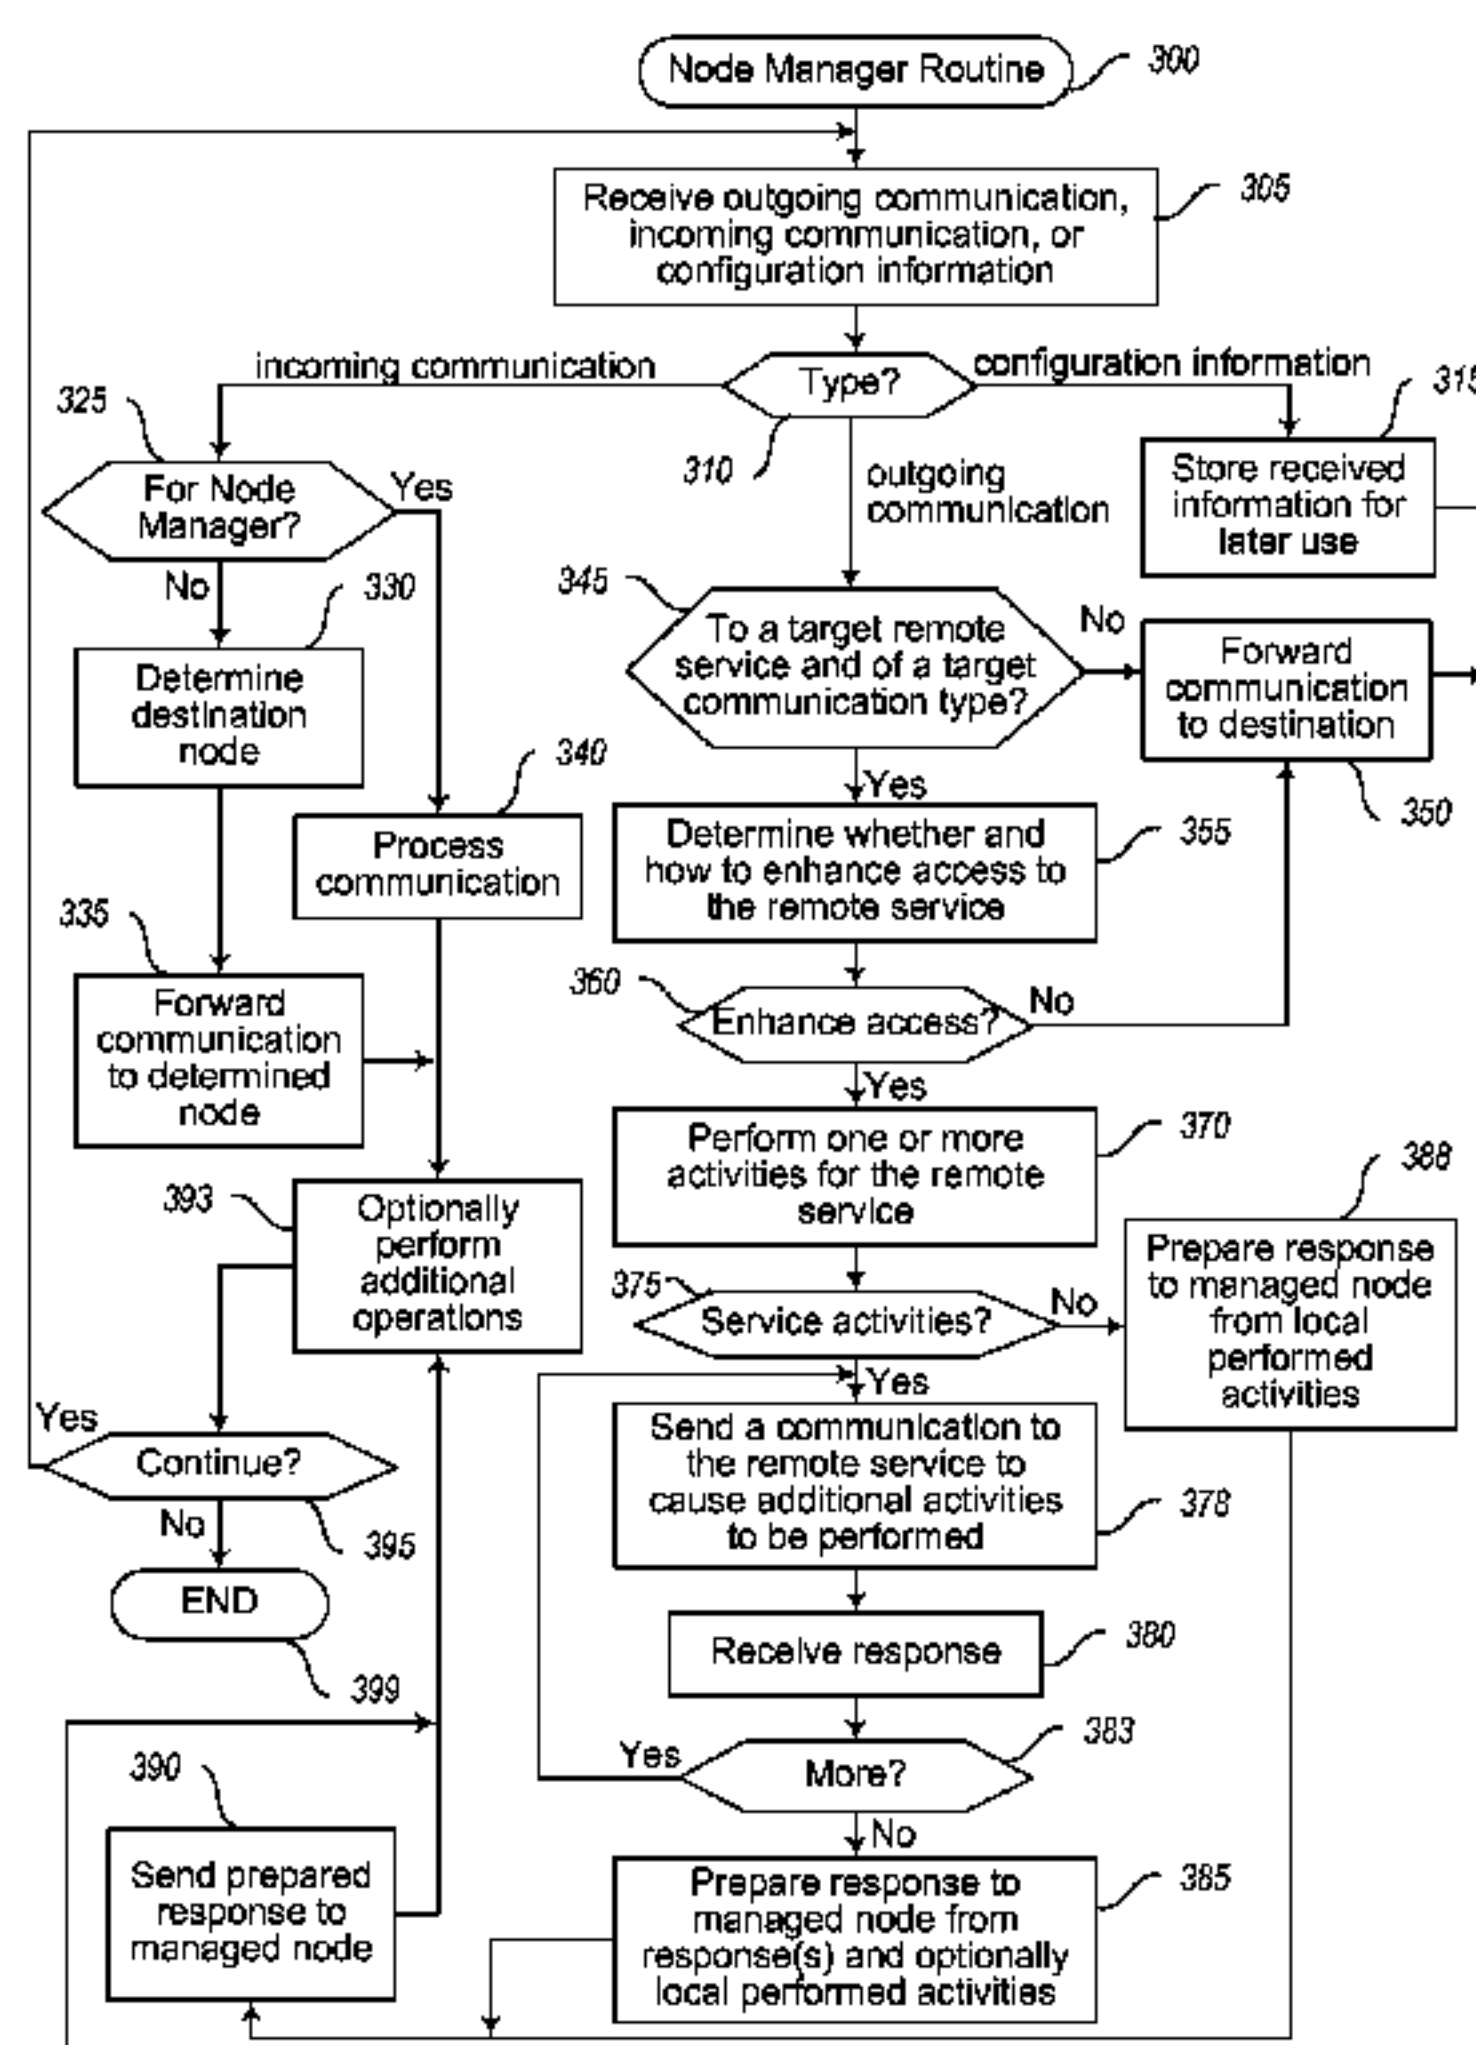 Node Manager Routine
300
Receive outgoing communication,
incoming communication, or
configuration information
305
incoming communication
Type?
configuration information
310
325
For Node
Manager?
Yes
No
outgoing
communication
315
Store received
information for
later use
330
Determine
destination
node
345
To a target remote
service and of a target
communication type?
No
Yes
Forward
communication
to destination
350
340
Process
communication
355
Determine whether and
how to enhance access to
the remote service
335
Forward
communication
to determined
node
360
Enhance access?
No
Yes
370
Perform one or more
activities for the remote
service
393
Optionally
perform
additional
operations
375
Service activities?
No
Yes
388
Prepare response
to managed node
from local
performed
activities
Yes
Continue?
No
395
END
399
Send a communication to
the remote service to
cause additional activities
to be performed
378
Receive response
380
Yes
More?
383
No
390
Send prepared
response to
managed node
Prepare response to
managed node from
response(s) and optionally
local performed activities
385